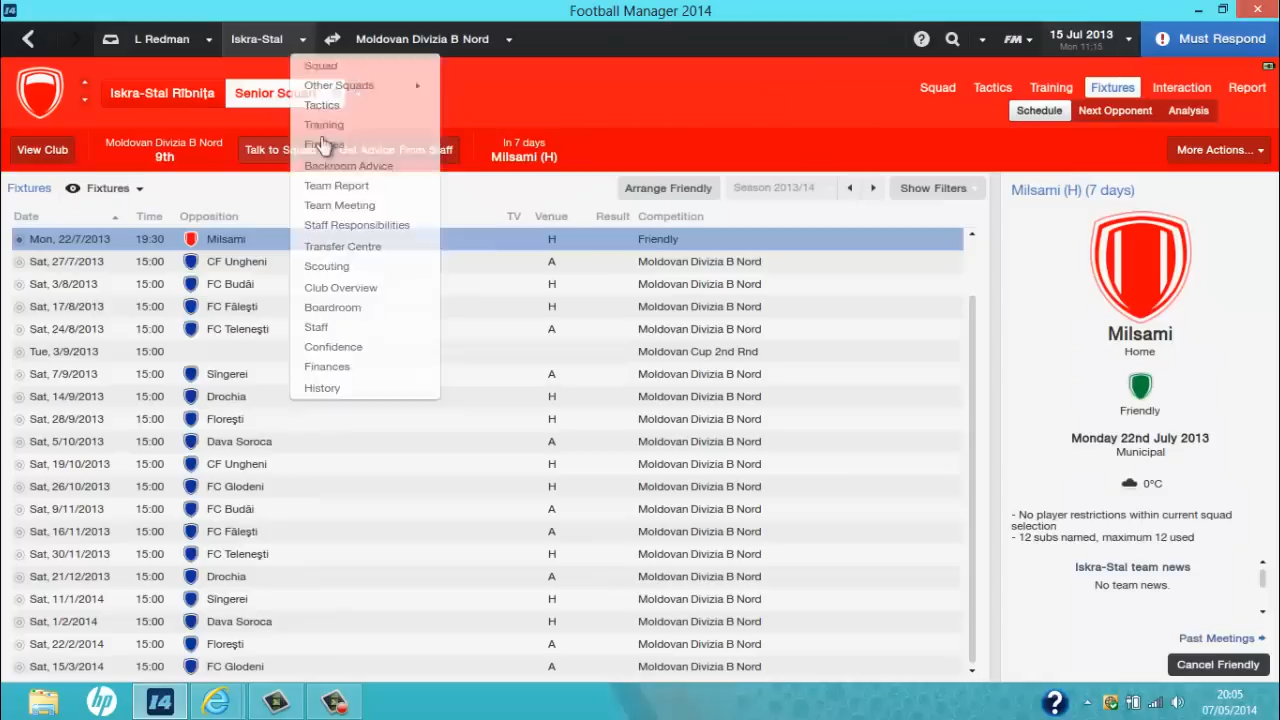 Football Manager 2014
L Redman Iskra-Stal Moldovan Divizia B Nord FM 15 Jul 2013 Must Respond
Mon 11:15
Iskra-Stal Rîbnița Senior Squad Squad Tactics Training Fixtures Interaction Report
Schedule Next Opponent Analysis
View Club Moldovan Divizia B Nord 9th Talk to Squad Get Advice From Staff In 7 days Milsami (H) More Actions...
Squad
Other Squads
Tactics
Training
Fixtures
Backroom Advice
Team Report
Team Meeting
Staff Responsibilities
Transfer Centre
Scouting
Club Overview
Boardroom
Staff
Confidence
Finances
History
Fixtures Fixtures Arrange Friendly Season 2013/14 Show Filters
Date Time Opposition TV Venue Result Competition
Mon, 22/7/2013 19:30 Milsami H Friendly
Sat, 27/7/2013 15:00 CF Ungheni A Moldovan Divizia B Nord
Sat, 3/8/2013 15:00 FC Budăi H Moldovan Divizia B Nord
Sat, 17/8/2013 15:00 FC Fălești H Moldovan Divizia B Nord
Sat, 24/8/2013 15:00 FC Telenești A Moldovan Divizia B Nord
Tue, 3/9/2013 15:00 Moldovan Cup 2nd Rnd
Sat, 7/9/2013 15:00 Sîngerei A Moldovan Divizia B Nord
Sat, 14/9/2013 15:00 Drochia H Moldovan Divizia B Nord
Sat, 28/9/2013 15:00 Florești H Moldovan Divizia B Nord
Sat, 5/10/2013 15:00 Dava Soroca A Moldovan Divizia B Nord
Sat, 19/10/2013 15:00 CF Ungheni H Moldovan Divizia B Nord
Sat, 26/10/2013 15:00 FC Glodeni H Moldovan Divizia B Nord
Sat, 9/11/2013 15:00 FC Budăi A Moldovan Divizia B Nord
Sat, 16/11/2013 15:00 FC Fălești A Moldovan Divizia B Nord
Sat, 30/11/2013 15:00 FC Telenești H Moldovan Divizia B Nord
Sat, 21/12/2013 15:00 Drochia A Moldovan Divizia B Nord
Sat, 11/1/2014 15:00 Sîngerei H Moldovan Divizia B Nord
Sat, 1/2/2014 15:00 Dava Soroca H Moldovan Divizia B Nord
Sat, 22/2/2014 15:00 Florești A Moldovan Divizia B Nord
Sat, 15/3/2014 15:00 FC Glodeni A Moldovan Divizia B Nord
Milsami (H) (7 days)
Milsami
Home
Friendly
Monday 22nd July 2013
Municipal
0°C
- No player restrictions within current squad
selection
- 12 subs named, maximum 12 used
Iskra-Stal team news
No team news.
Past Meetings
Cancel Friendly
20:05
07/05/2014